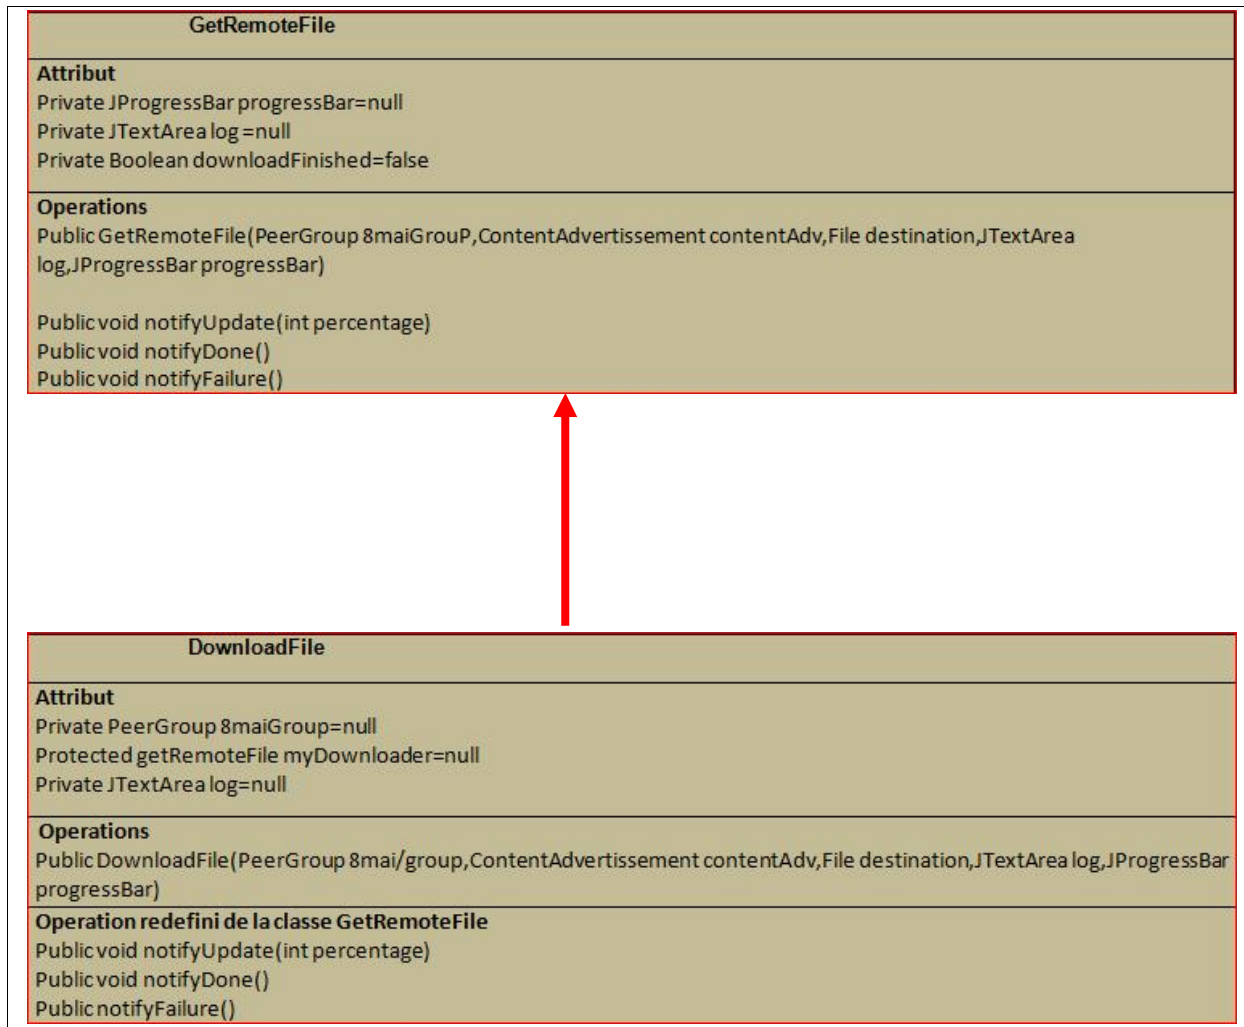 GetRemoteFile
Attribut
Private JProgressBar progressBar=null
Private JTextArea log =null
Private Boolean downloadFinished=false
Operations
Public GetRemoteFile(PeerGroup 8maiGrouP,ContentAdvertissement contentAdv,File destination,JTextArea
log,JProgressBar progressBar)
Public void notifyUpdate(int percentage)
Public void notifyDone()
Public void notifyFailure()
DownloadFile
Attribut
Private PeerGroup 8maiGroup=null
Protected getRemoteFile myDownloader=null
Private JTextArea log=null
Operations
Public DownloadFile(PeerGroup 8mai/group,ContentAdvertissement contentAdv,File destination,JTextArea log,JProgressBar
progressBar)
Operation redefini de la classe GetRemoteFile
Public void notifyUpdate(int percentage)
Public void notifyDone()
Public notifyFailure()